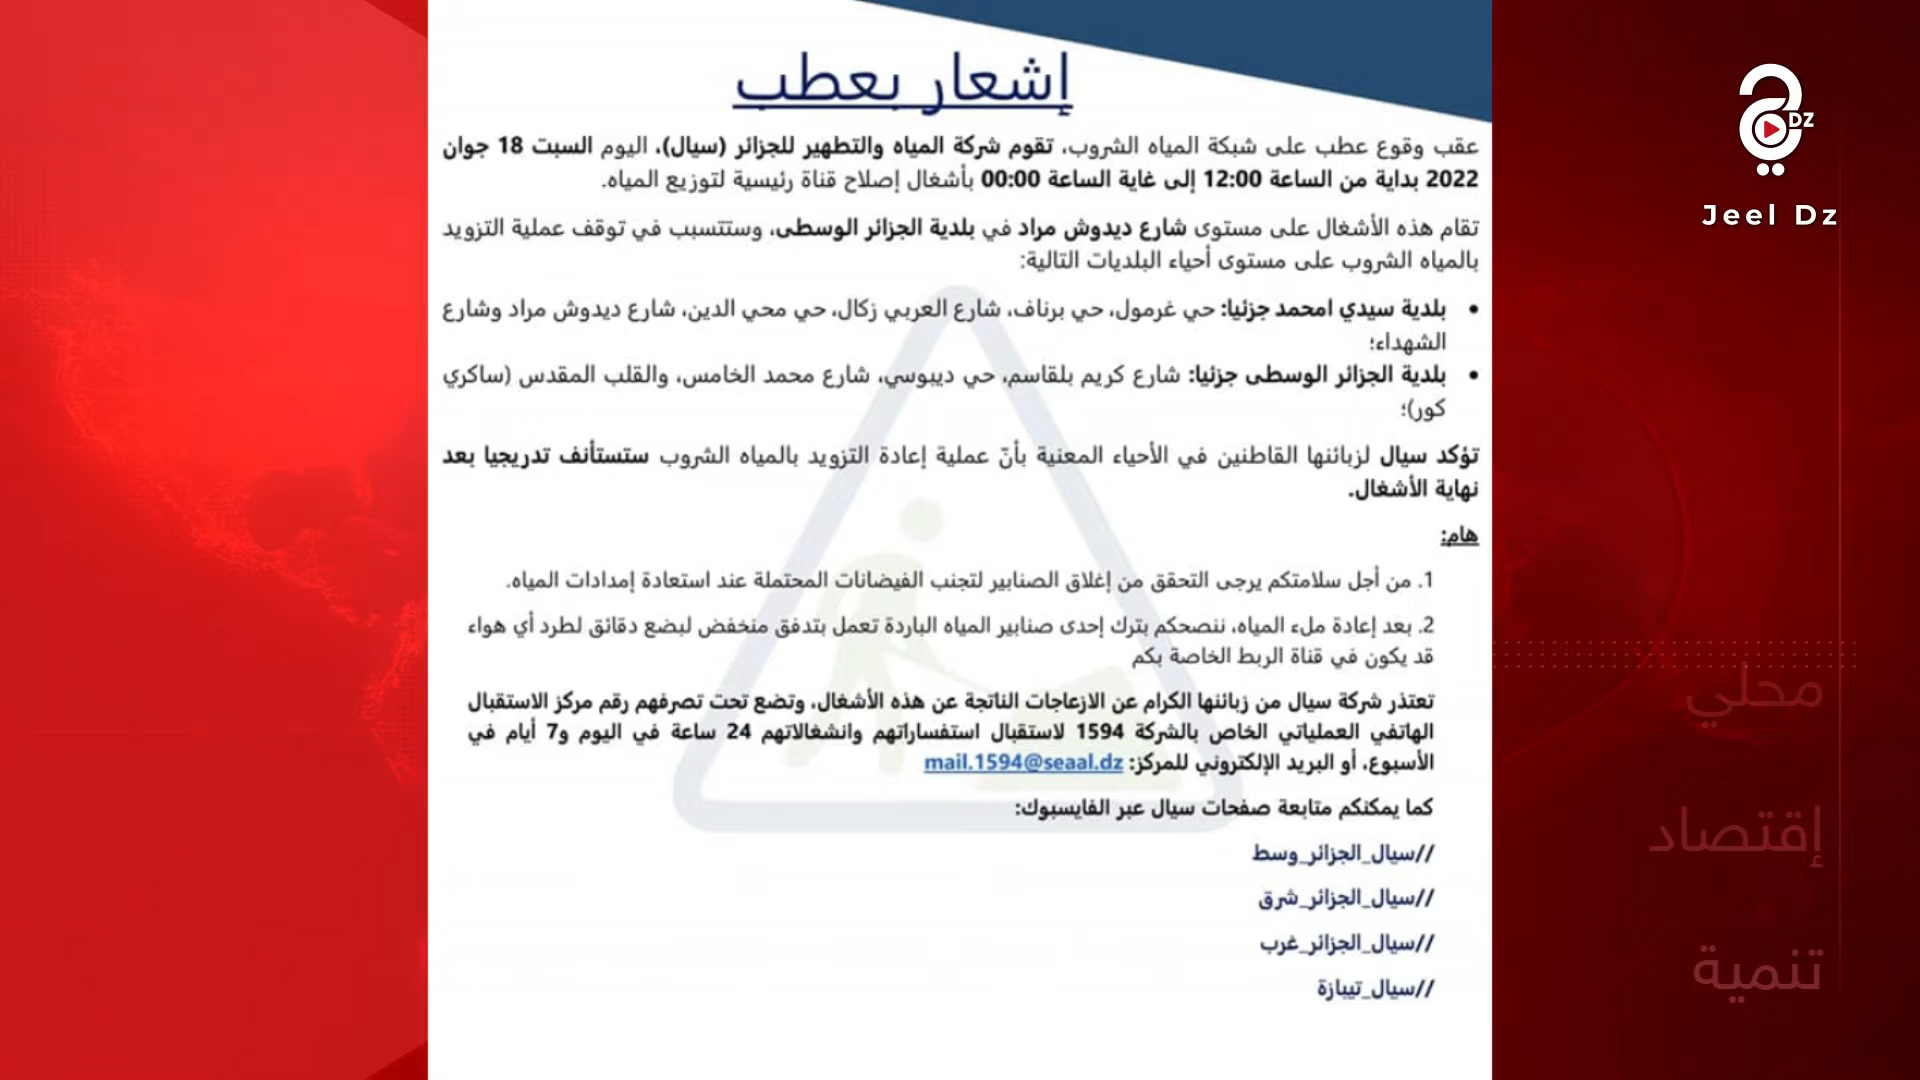 إشعار بعطب
عقب وقوع عطب على شبكة المياه الشروب، تقوم شركة المياه والتطهير للجزائر (سيال)، اليوم السبت 18 جوان
2022 بداية من الساعة 12:00 إلى غاية الساعة 00:00 بأشغال إصلاح قناة رئيسية لتوزيع المياه.
تقام هذه الأشغال على مستوى شارع ديدوش مراد في بلدية الجزائر الوسطى، وستتسبب في توقف عملية التزويد
بالمياه الشروب على مستوى أحياء البلديات التالية:
• بلدية سيدي امحمد جزئيا: حي غرمول، حي برناف، شارع العربي زكال، حي محي الدين، شارع ديدوش مراد وشارع
الشهداء؛
• بلدية الجزائر الوسطى جزئيا: شارع كريم بلقاسم، حي ديبوسي، شارع محمد الخامس، والقلب المقدس (ساكري
كور)؛
تؤكد سيال لزبائنها القاطنين في الأحياء المعنية بأنّ عملية إعادة التزويد بالمياه الشروب ستستأنف تدريجيا بعد
نهاية الأشغال.
هام:
1. من أجل سلامتكم يرجى التحقق من إغلاق الصنابير لتجنب الفيضانات المحتملة عند استعادة إمدادات المياه.
2. بعد إعادة ملء المياه، ننصحكم بترك إحدى صنابير المياه الباردة تعمل بتدفق منخفض لبضع دقائق لطرد أي هواء
قد يكون في قناة الربط الخاصة بكم
تعتذر شركة سيال من زبائنها الكرام عن الازعاجات الناتجة عن هذه الأشغال، وتضع تحت تصرفهم رقم مركز الاستقبال
الهاتفي العملياتي الخاص بالشركة 1594 لاستقبال استفساراتهم وانشغالاتهم 24 ساعة في اليوم و7 أيام في
الأسبوع، أو البريد الإلكتروني للمركز: mail.1594@seaal.dz
كما يمكنكم متابعة صفحات سيال عبر الفايسبوك:
//سيال_الجزائر_وسط
//سيال_الجزائر_شرق
//سيال_الجزائر_غرب
//سيال_تيبازة
DZ
Jeel Dz
محلي
إقتصاد
تنمية